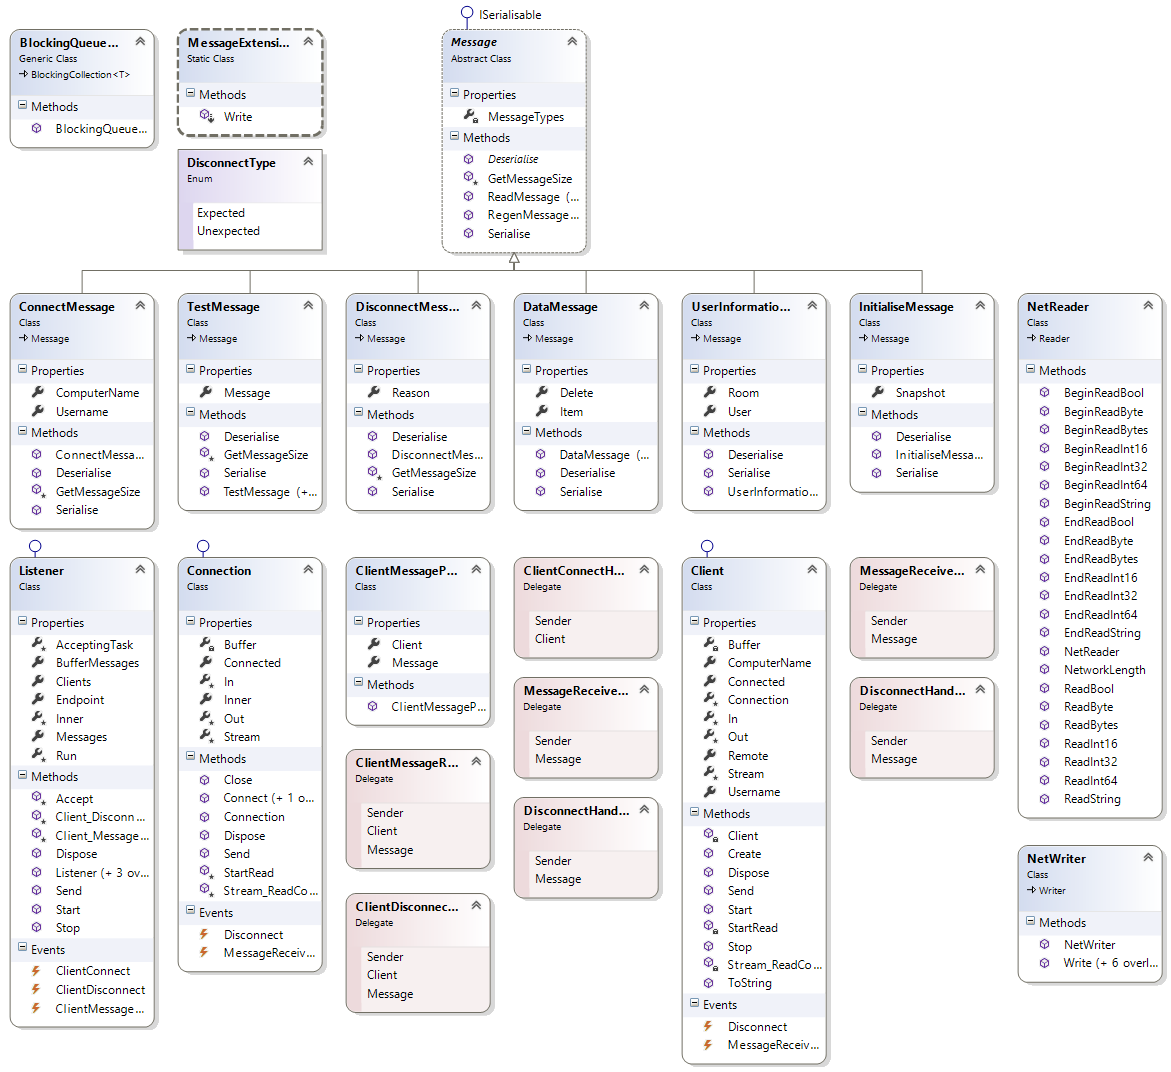 ISerialisable
BlockingQueue...
Generic Class
BlockingCollection<T>
Methods
BlockingQueue...
MessageExtensi...
Static Class
Methods
Write
DisconnectType
Enum
Expected
Unexpected
Message
Abstract Class
Properties
MessageTypes
Methods
Deserialise
GetMessageSize
ReadMessage (...
RegenMessage...
Serialise
ConnectMessage
Class
Message
Properties
ComputerName
Username
Methods
ConnectMessa...
Deserialise
GetMessageSize
Serialise
TestMessage
Class
Message
Properties
Message
Methods
Deserialise
GetMessageSize
Serialise
TestMessage (+...
DisconnectMess...
Class
Message
Properties
Reason
Methods
Deserialise
DisconnectMes...
GetMessageSize
Serialise
DataMessage
Class
Message
Properties
Delete
Item
Methods
DataMessage (...
Deserialise
Serialise
UserInformatio...
Class
Message
Properties
Room
User
Methods
Deserialise
Serialise
UserInformatio...
InitialiseMessage
Class
Message
Properties
Snapshot
Methods
Deserialise
InitialiseMessa...
Serialise
NetReader
Class
Reader
Methods
BeginReadBool
BeginReadByte
BeginReadBytes
BeginReadInt16
BeginReadInt32
BeginReadInt64
BeginReadString
EndReadBool
EndReadByte
EndReadBytes
EndReadInt16
EndReadInt32
EndReadInt64
EndReadString
NetReader
NetworkLength
ReadBool
ReadByte
ReadBytes
ReadInt16
ReadInt32
ReadInt64
ReadString
Listener
Class
Properties
AcceptingTask
BufferMessages
Clients
Endpoint
Inner
Messages
Run
Methods
Accept
Client_Disconn...
Client_Message...
Dispose
Listener (+ 3 ov...
Send
Start
Stop
Events
ClientConnect
ClientDisconnect
ClientMessage...
Connection
Class
Properties
Buffer
Connected
In
Inner
Out
Stream
Methods
Close
Connect (+ 1 o...
Connection
Dispose
Send
StartRead
Stream_ReadCo...
Events
Disconnect
MessageReceiv...
ClientMessageP...
Class
Properties
Client
Message
Methods
ClientMessageP...
ClientMessageR...
Delegate
Sender
Client
Message
ClientDisconnec...
Delegate
Sender
Client
Message
ClientConnectH...
Delegate
Sender
Client
MessageReceive...
Delegate
Sender
Message
DisconnectHand...
Delegate
Sender
Message
Client
Class
Properties
Buffer
ComputerName
Connected
Connection
In
Out
Remote
Stream
Username
Methods
Client
Create
Dispose
Send
Start
StartRead
Stop
Stream_ReadCo...
ToString
Events
Disconnect
MessageReceiv...
MessageReceive...
Delegate
Sender
Message
DisconnectHand...
Delegate
Sender
Message
NetWriter
Class
Writer
Methods
NetWriter
Write (+ 6 overl...